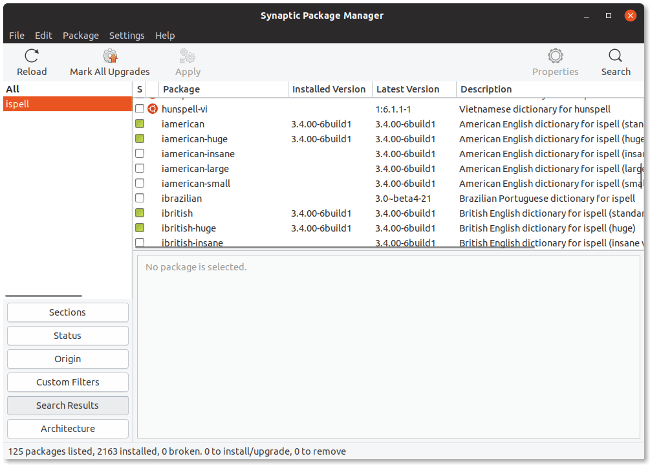 Synaptic Package Manager
File Edit Package Settings Help
Reload Mark All Upgrades Apply Properties Search
All
ispell
S Package Installed Version Latest Version Description
hunspell-vi 1:6.1.1-1 Vietnamese dictionary for hunspell
iamerican 3.4.00-6build1 3.4.00-6build1 American English dictionary for ispell (stan
iamerican-huge 3.4.00-6build1 3.4.00-6build1 American English dictionary for ispell (huge
iamerican-insane 3.4.00-6build1 American English dictionary for ispell (insa
iamerican-large 3.4.00-6build1 American English dictionary for ispell (larg
iamerican-small 3.4.00-6build1 American English dictionary for ispell (smal
ibrazilian 3.0~beta4-21 Brazilian Portuguese dictionary for ispell
ibritish 3.4.00-6build1 3.4.00-6build1 British English dictionary for ispell (standar
ibritish-huge 3.4.00-6build1 3.4.00-6build1 British English dictionary for ispell (huge)
ibritish-insane 3.4.00-6build1 British English dictionary for ispell (insane v
No package is selected.
Sections
Status
Origin
Custom Filters
Search Results
Architecture
125 packages listed, 2163 installed, 0 broken. 0 to install/upgrade, 0 to remove